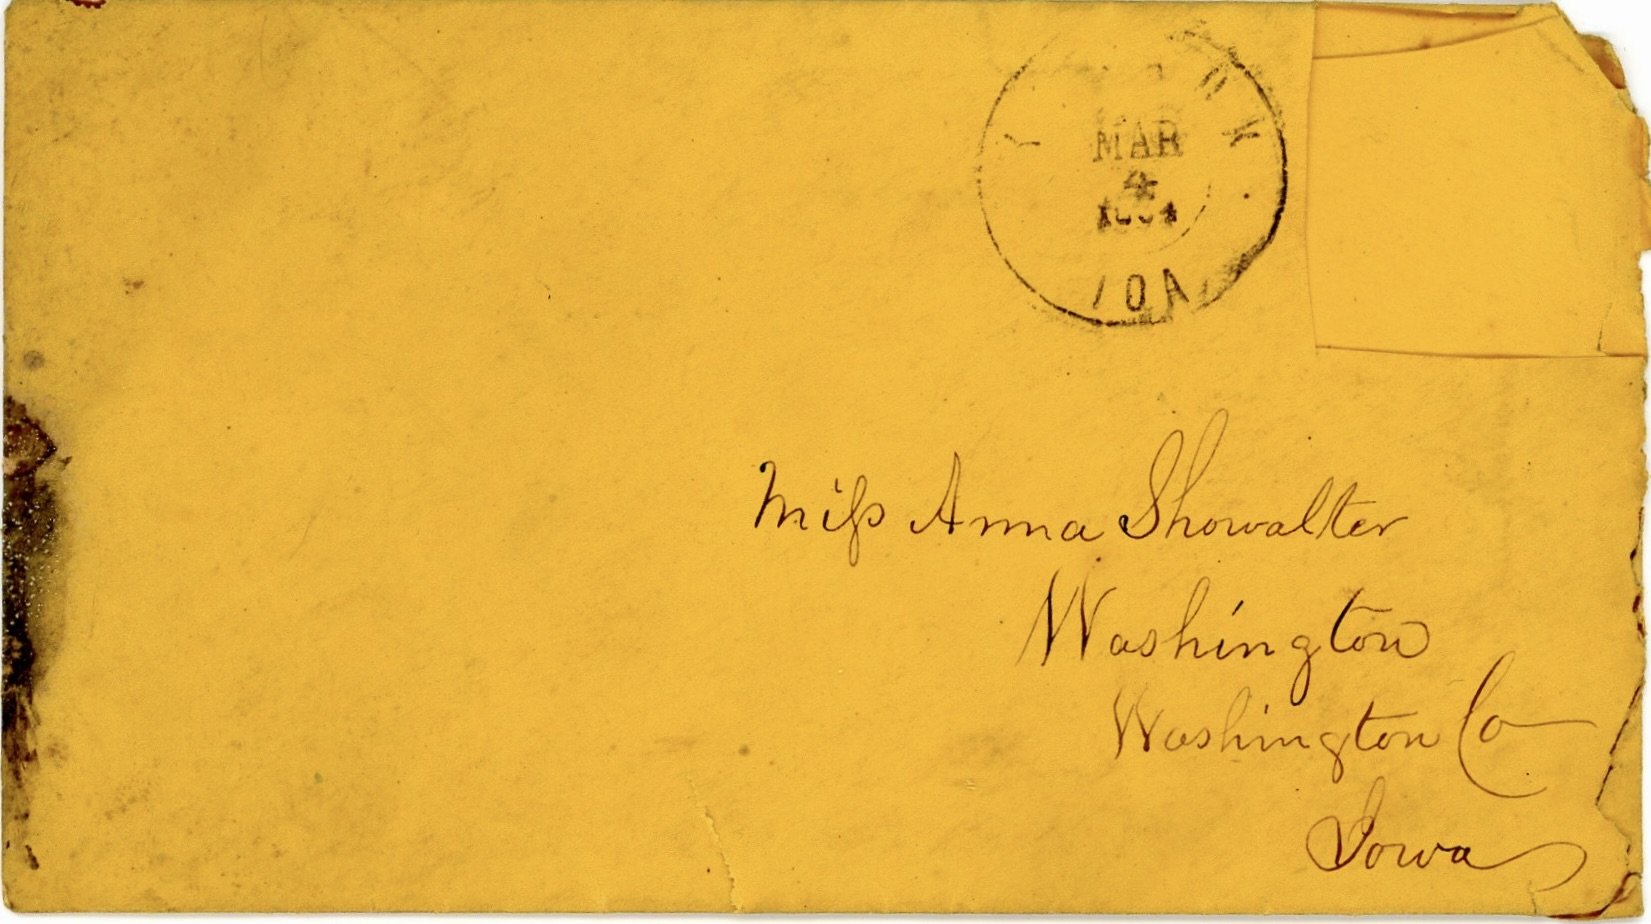 MAR
4
IOA
Miſs Anna Showalter
Washington
Washington Co
Iowa